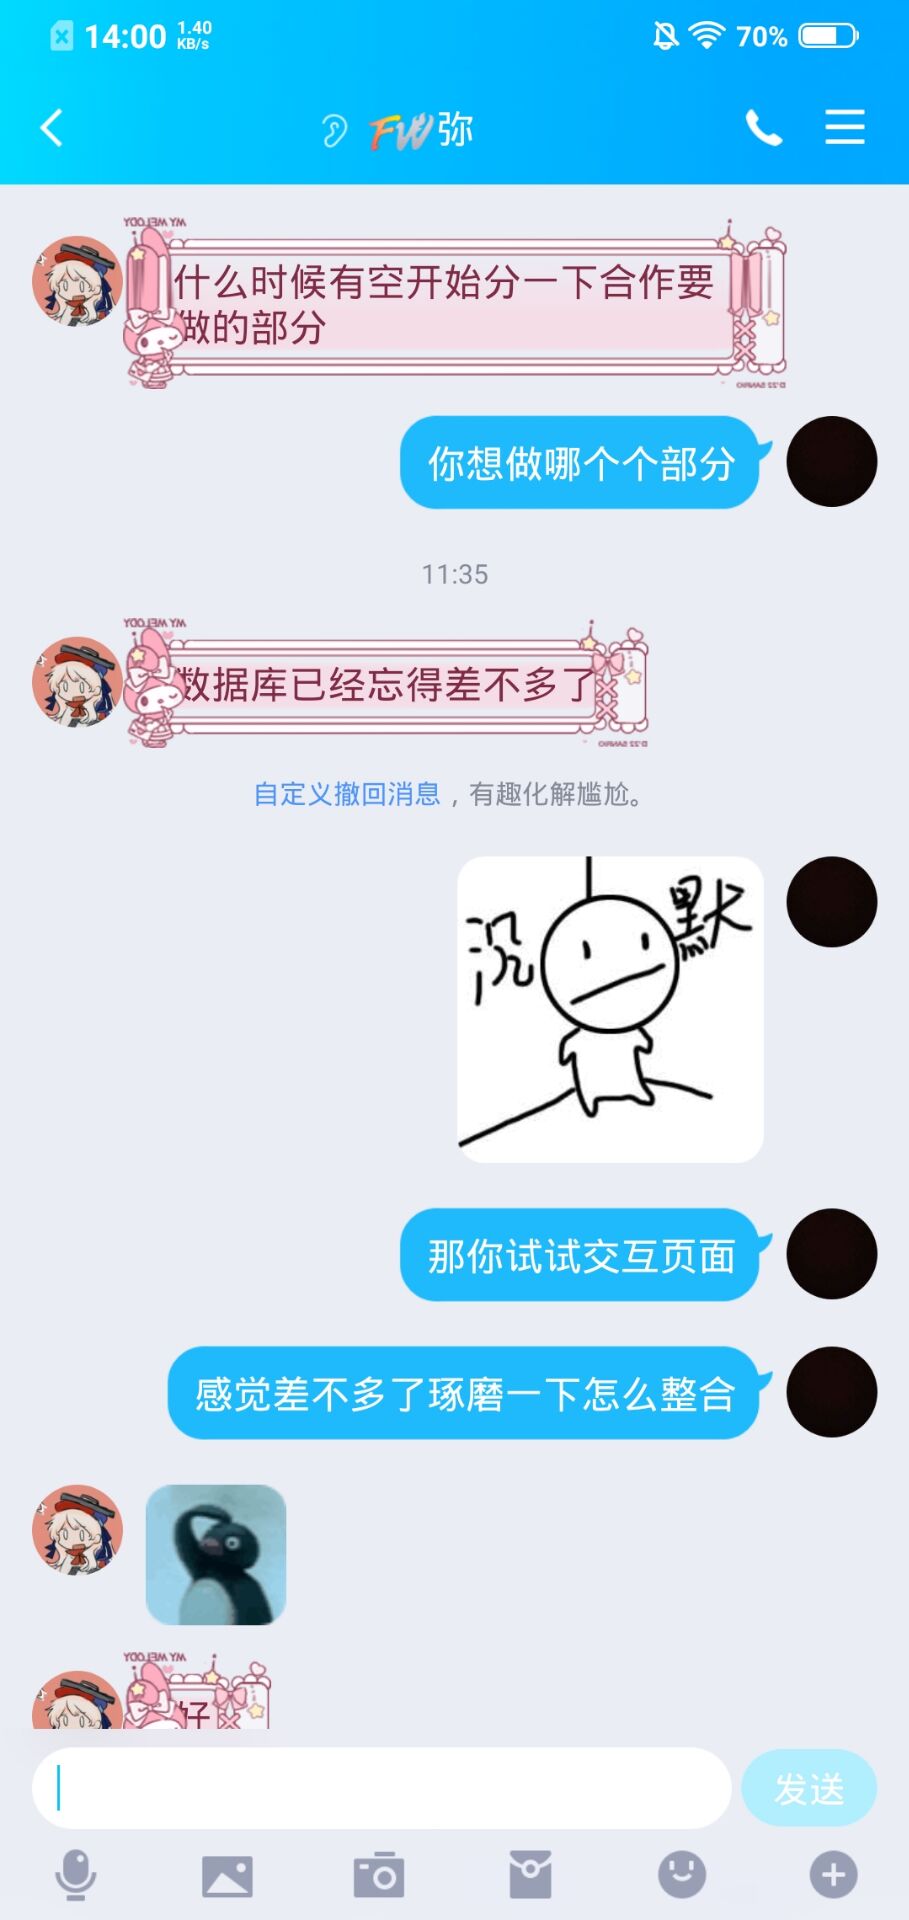 14:00 1.40 KB/s 70%
FW弥
MY MELODY
什么时候有空开始分一下合作要
做的部分
D'22 SANRIO
你想做哪个个部分
11:35
MY MELODY
数据库已经忘得差不多了
D'22 SANRIO
自定义撤回消息，有趣化解尴尬。
沉默
那你试试交互页面
感觉差不多了琢磨一下怎么整合
MY MELODY
好
发送